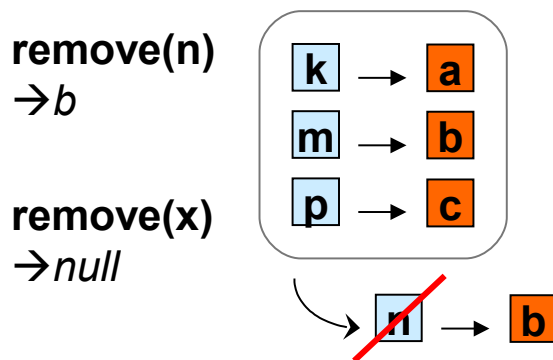 remove(n)
→b
remove(x)
→null
k → a
m → b
p → c
n → b